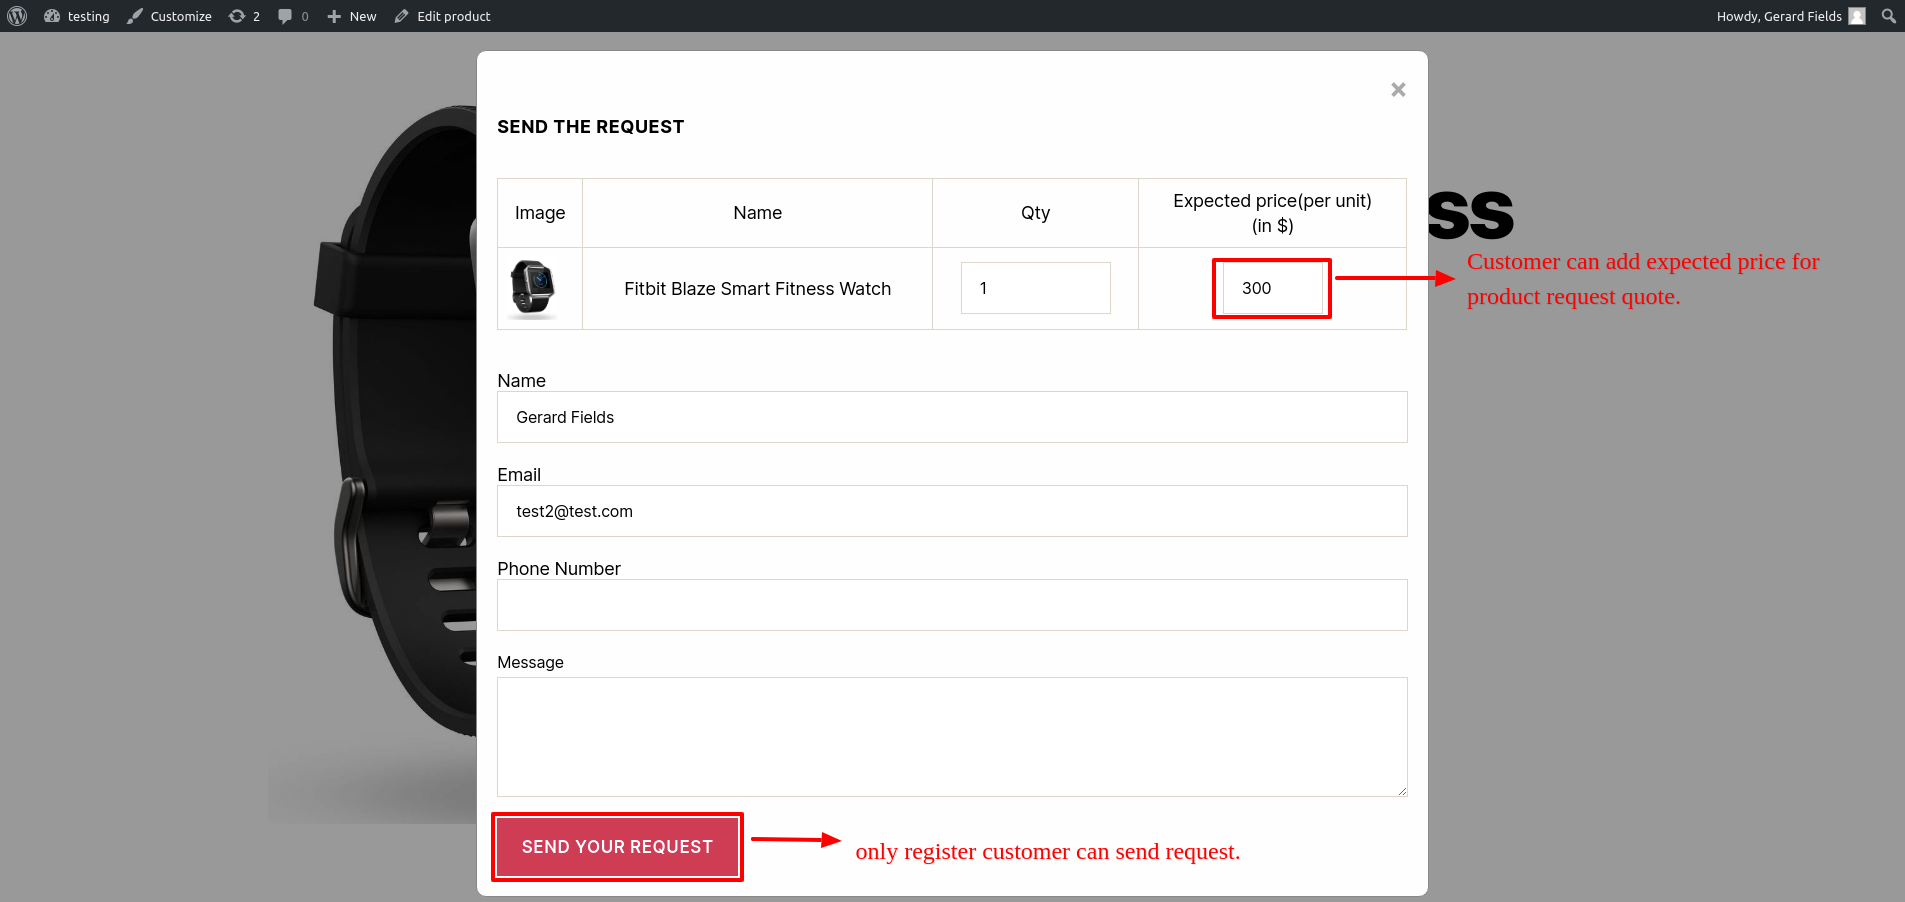 testing Customize 2 0 New Edit product Howdy, Gerard Fields
×
SEND THE REQUEST
Image Name Qty Expected price(per unit)
(in $)
Fitbit Blaze Smart Fitness Watch 1 300
ss
Customer can add expected price for
product request quote.
Name
Gerard Fields
Email
test2@test.com
Phone Number
Message
SEND YOUR REQUEST
only register customer can send request.